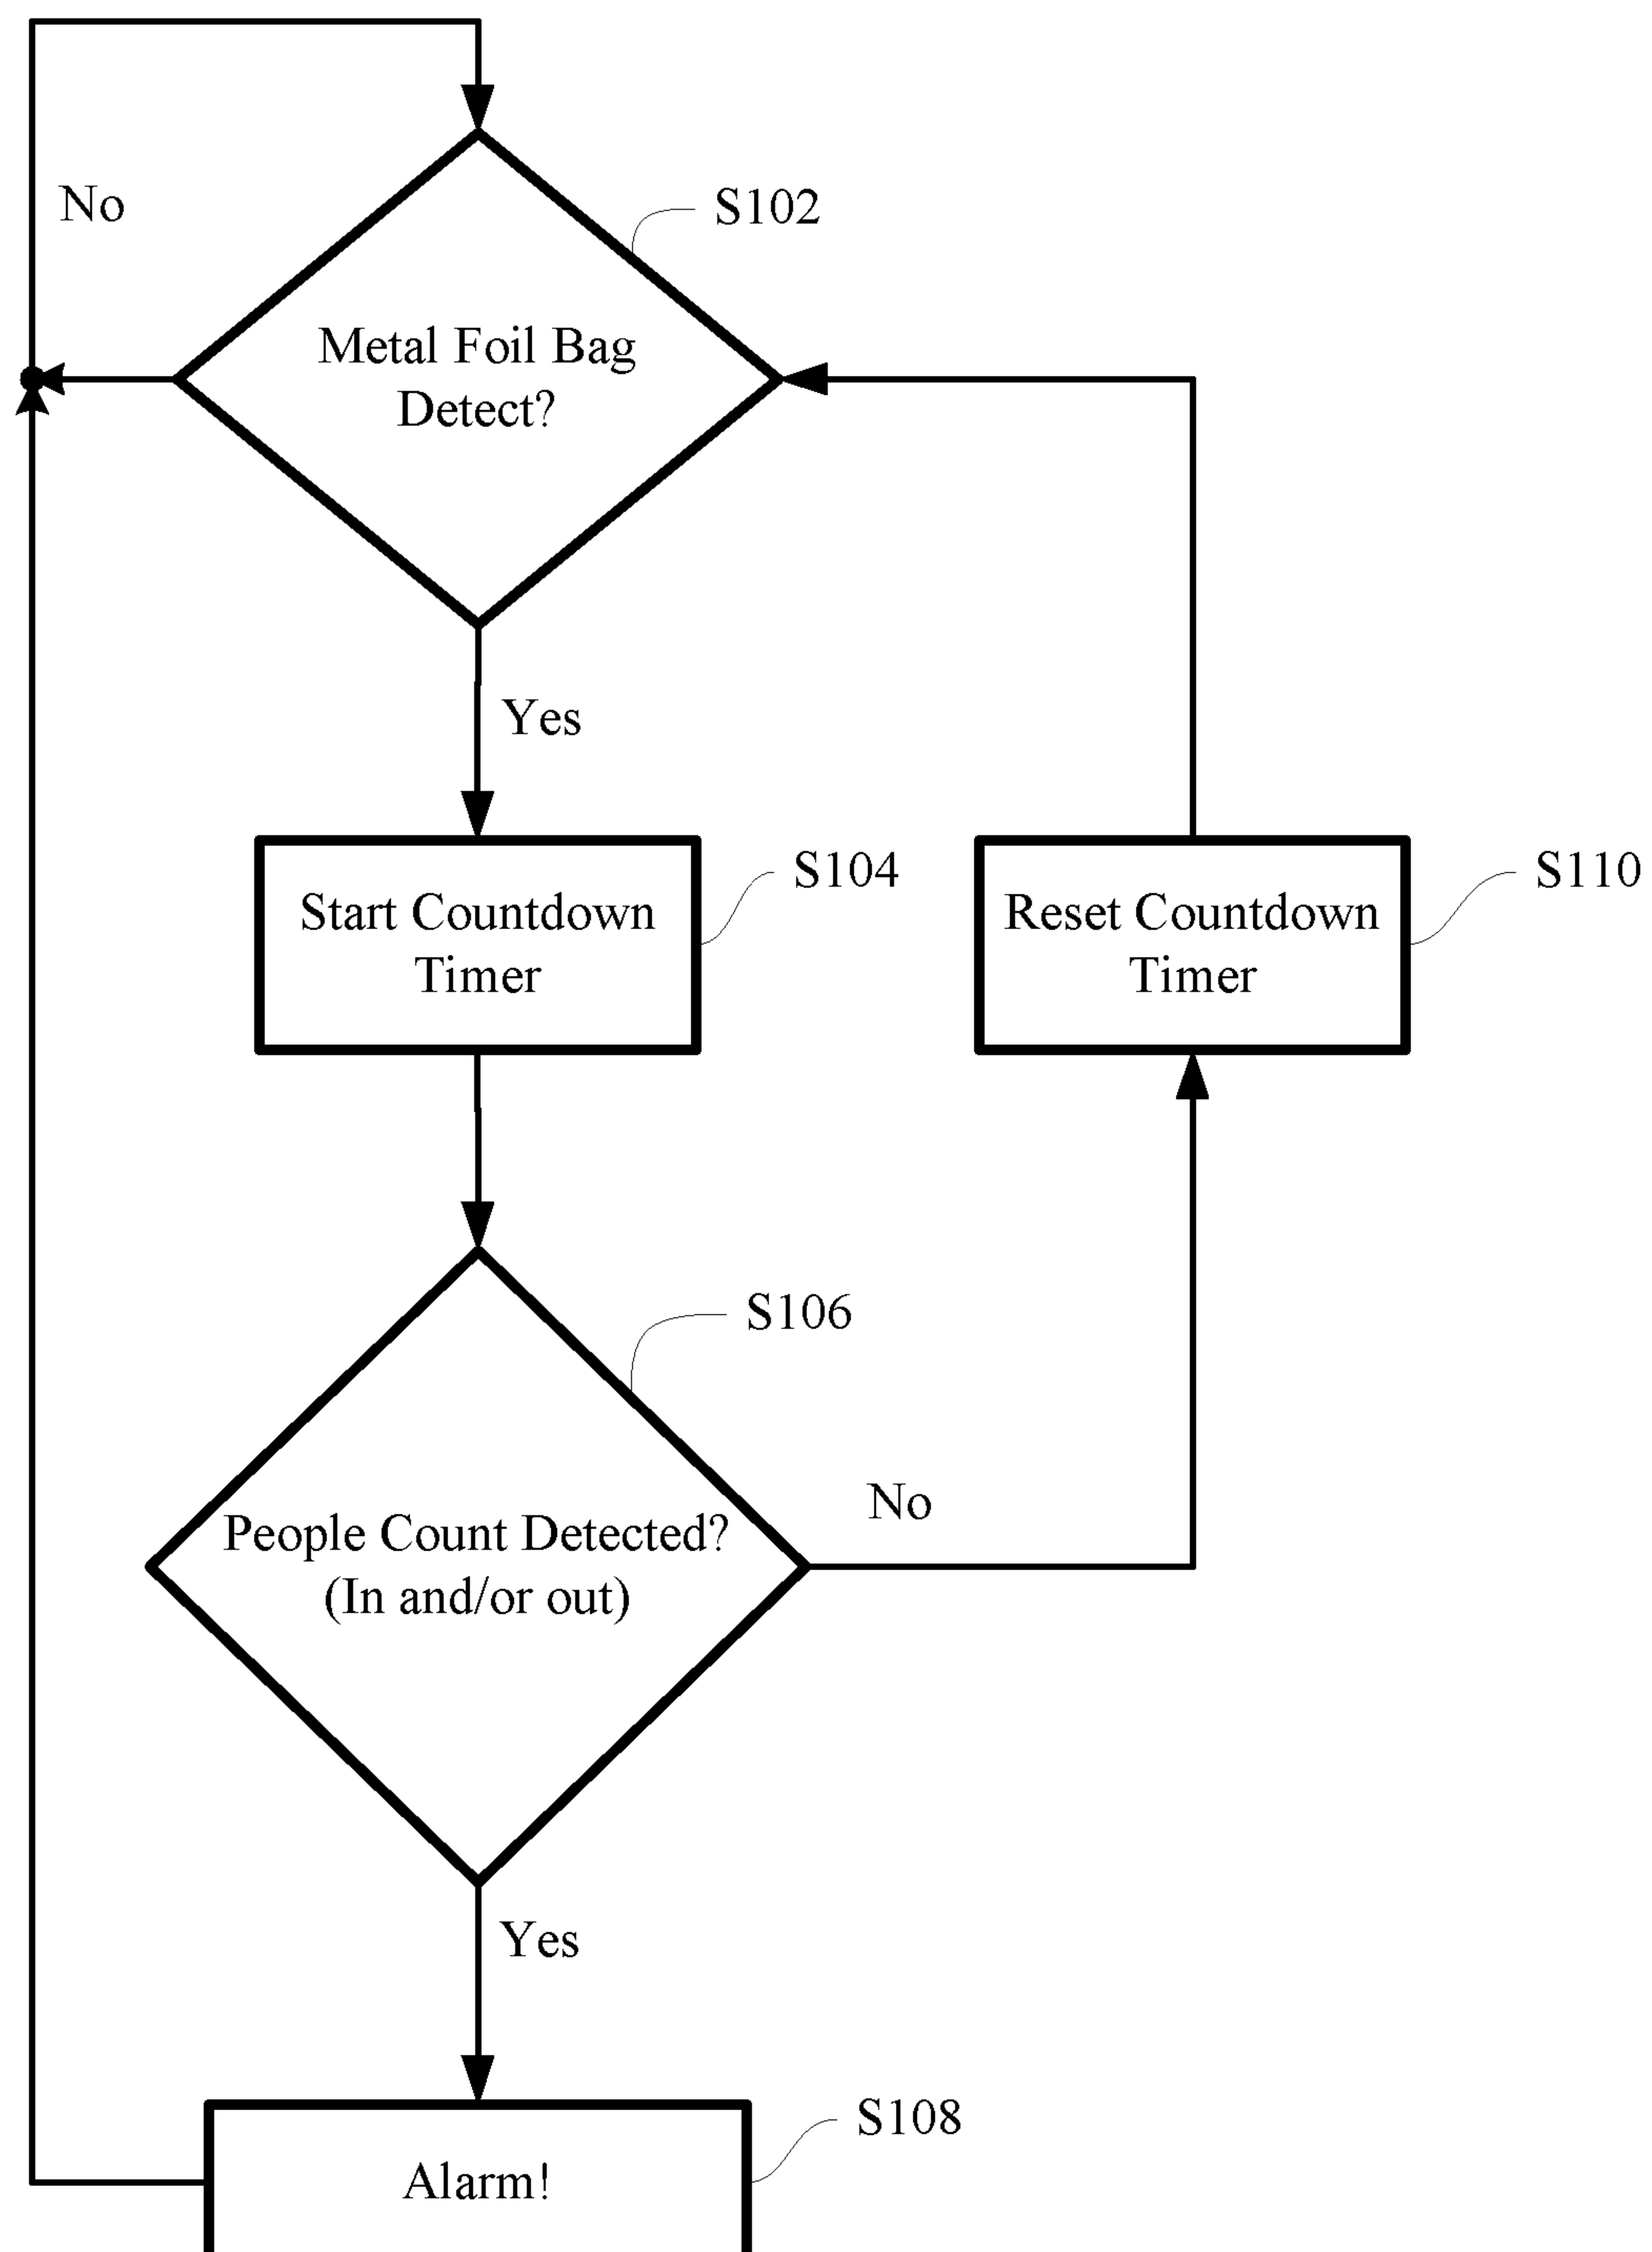 No
S102
Metal Foil Bag
Detect?
Yes
S104
Start Countdown
Timer
S110
Reset Countdown
Timer
S106
No
People Count Detected?
(In and/or out)
Yes
S108
Alarm!